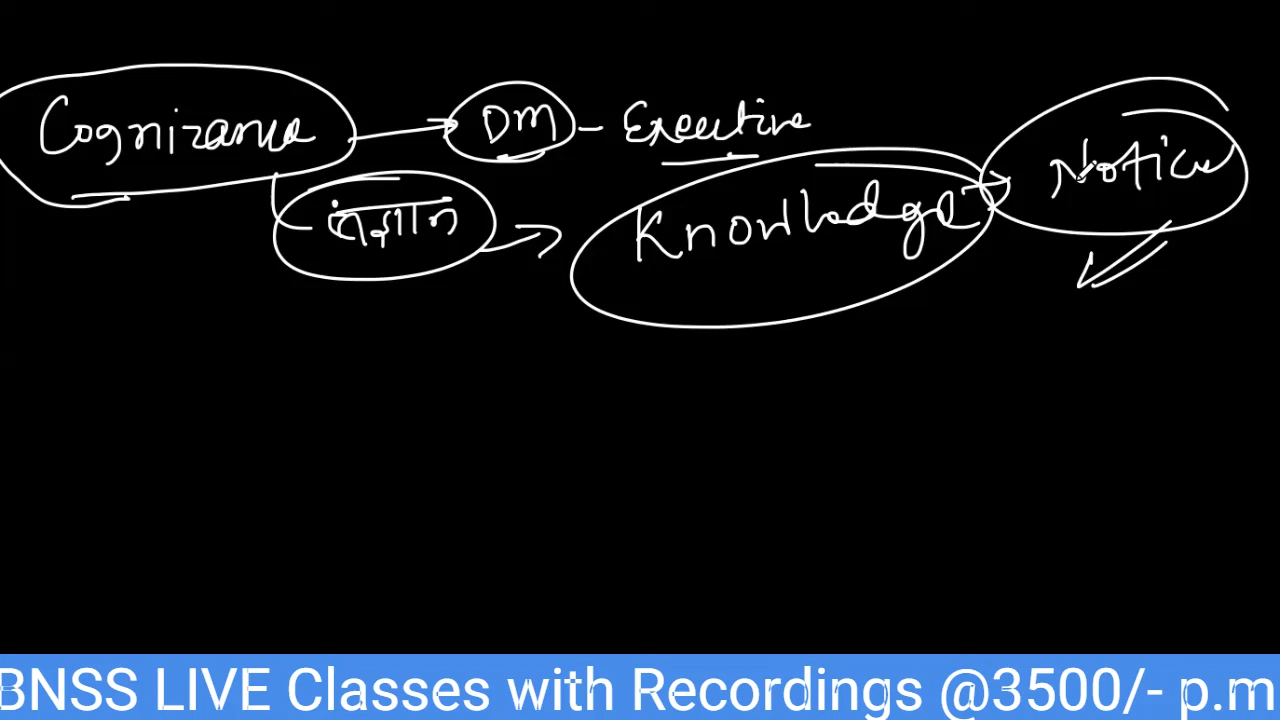 Cognizance → DM - Executive
संज्ञान → Knowledge → Notice
BNSS LIVE Classes with Recordings @3500/- p.m